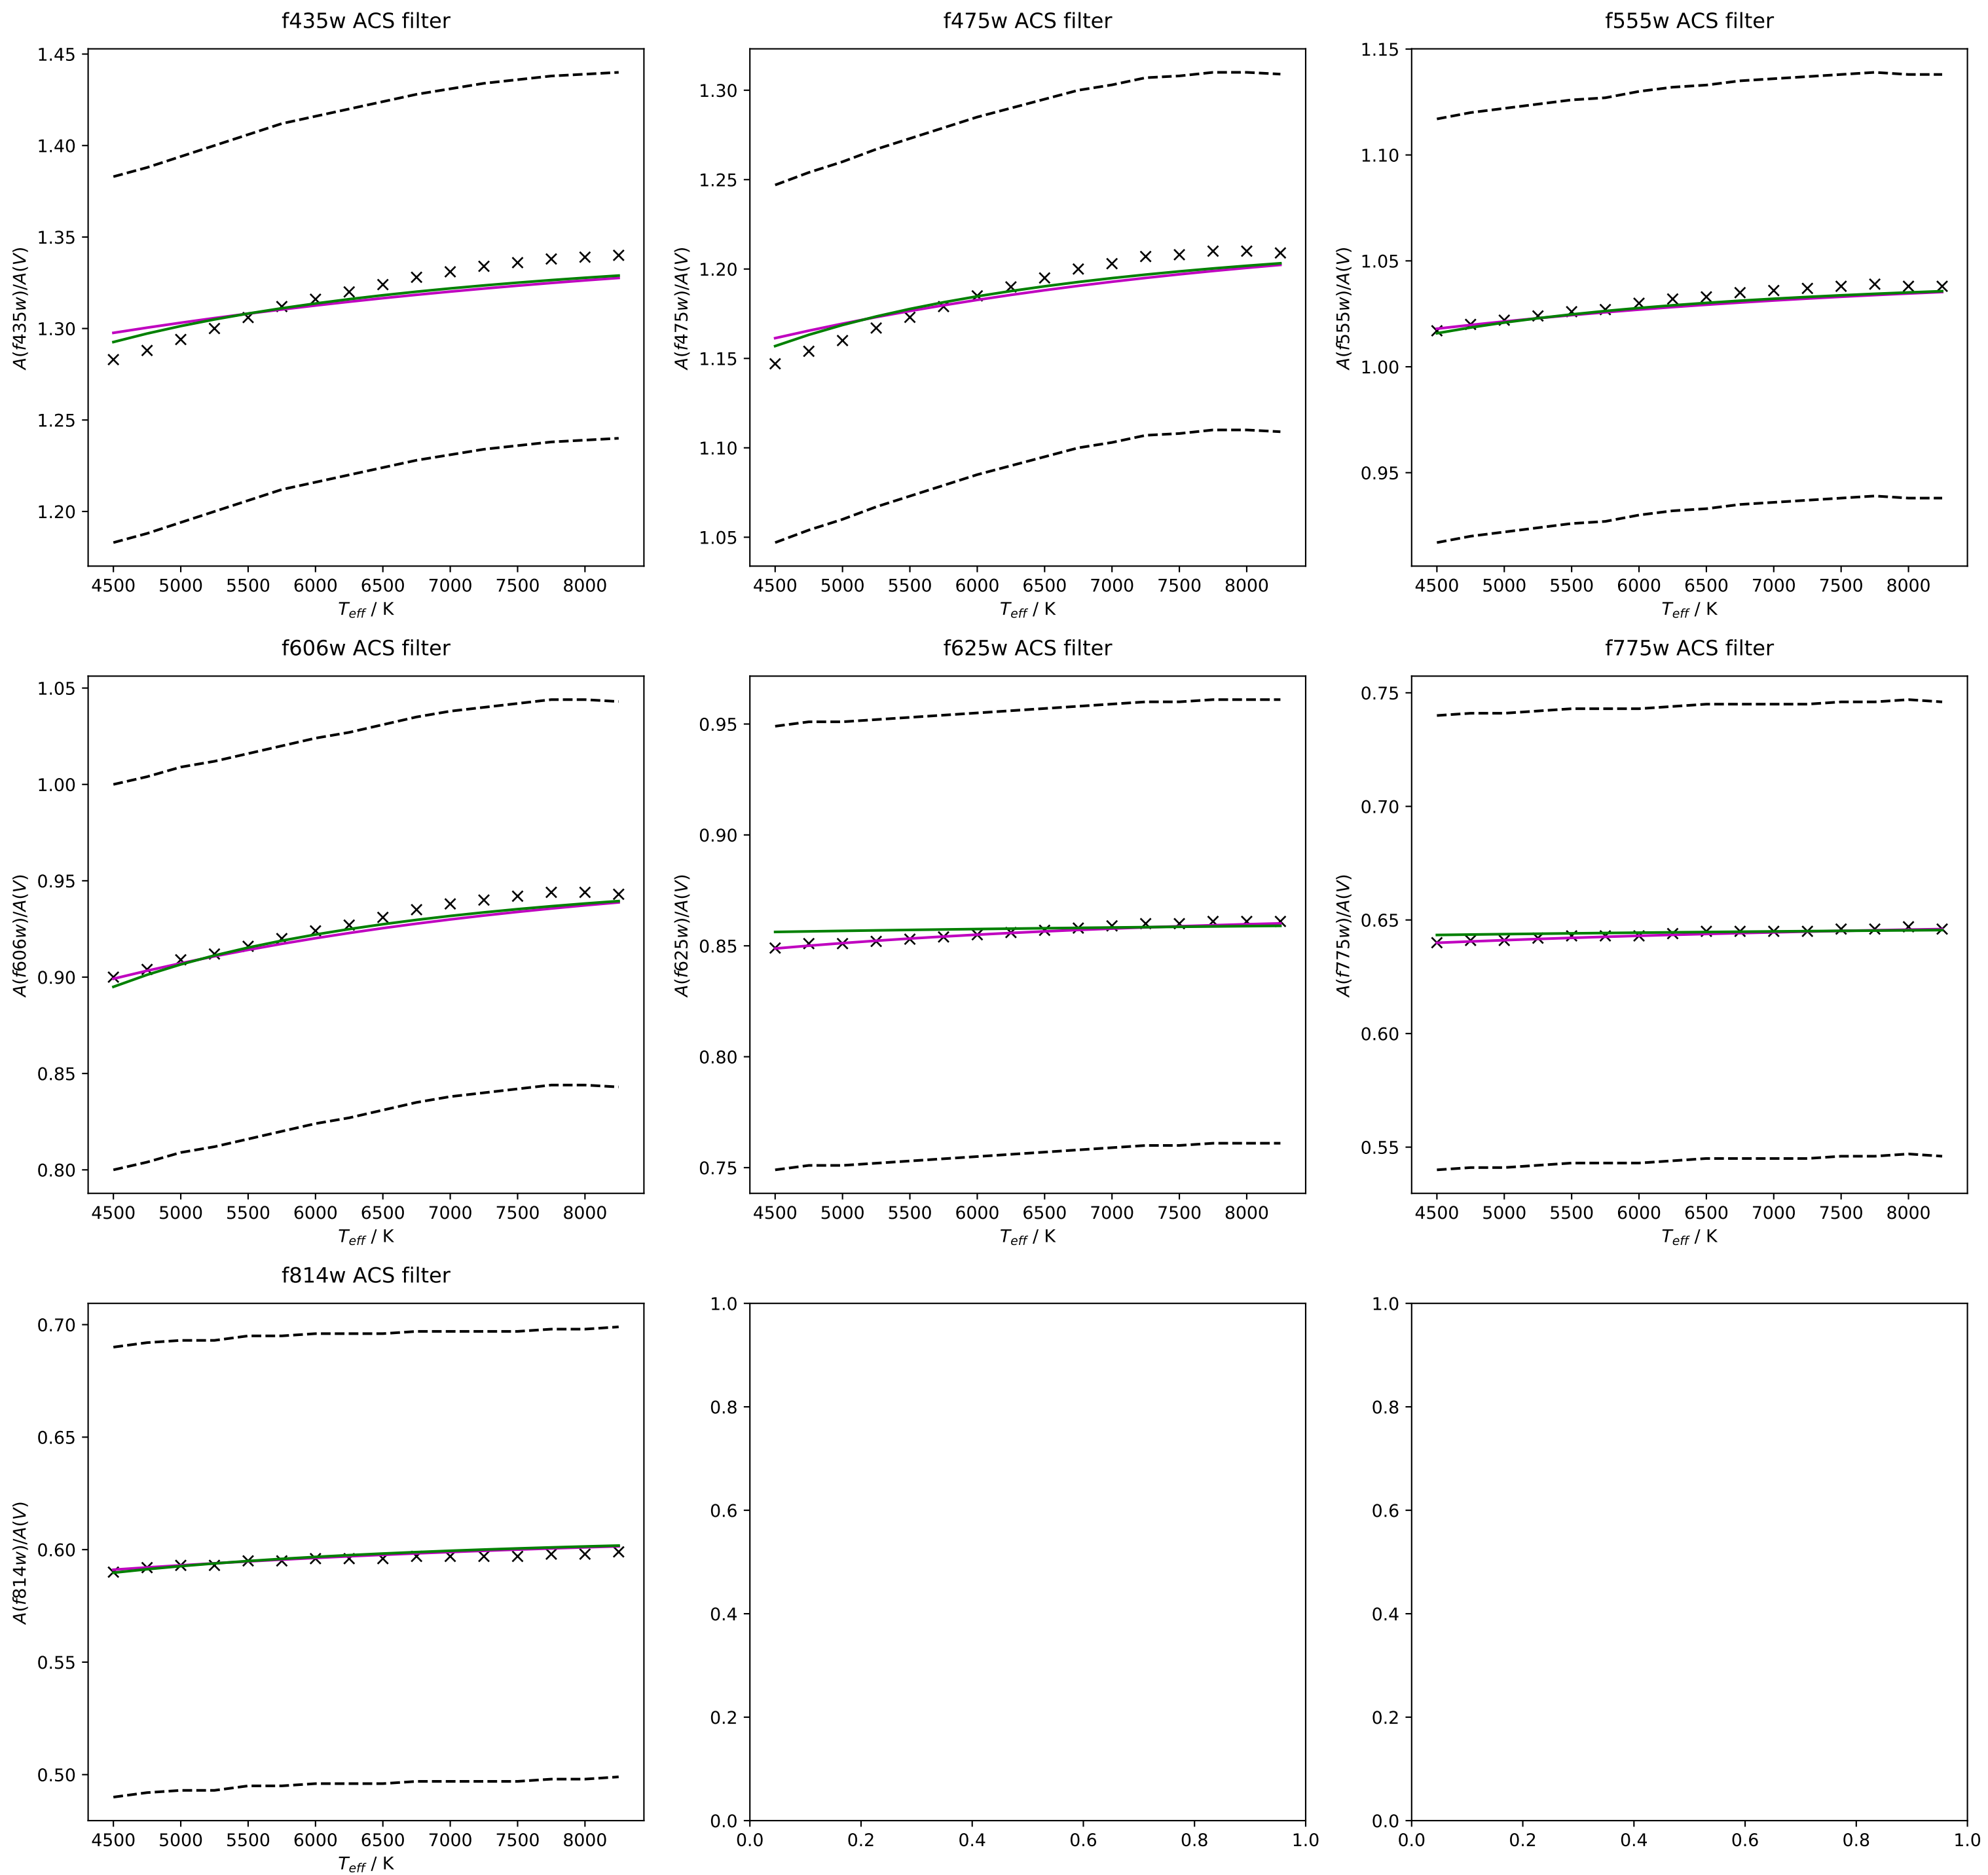 f435w ACS filter
f475w ACS filter
f555w ACS filter
1.45
1.40
1.35
1.30
1.25
1.20
A(f435w)/A(V)
4500 5000 5500 6000 6500 7000 7500 8000
T_eff / K
1.30
1.25
1.20
1.15
1.10
1.05
A(f475w)/A(V)
4500 5000 5500 6000 6500 7000 7500 8000
T_eff / K
1.15
1.10
1.05
1.00
0.95
A(f555w)/A(V)
4500 5000 5500 6000 6500 7000 7500 8000
T_eff / K
f606w ACS filter
f625w ACS filter
f775w ACS filter
1.05
1.00
0.95
0.90
0.85
0.80
A(f606w)/A(V)
4500 5000 5500 6000 6500 7000 7500 8000
T_eff / K
0.95
0.90
0.85
0.80
0.75
A(f625w)/A(V)
4500 5000 5500 6000 6500 7000 7500 8000
T_eff / K
0.75
0.70
0.65
0.60
0.55
A(f775w)/A(V)
4500 5000 5500 6000 6500 7000 7500 8000
T_eff / K
f814w ACS filter
0.70
0.65
0.60
0.55
0.50
A(f814w)/A(V)
4500 5000 5500 6000 6500 7000 7500 8000
T_eff / K
1.0
0.8
0.6
0.4
0.2
0.0
0.0 0.2 0.4 0.6 0.8 1.0
1.0
0.8
0.6
0.4
0.2
0.0
0.0 0.2 0.4 0.6 0.8 1.0